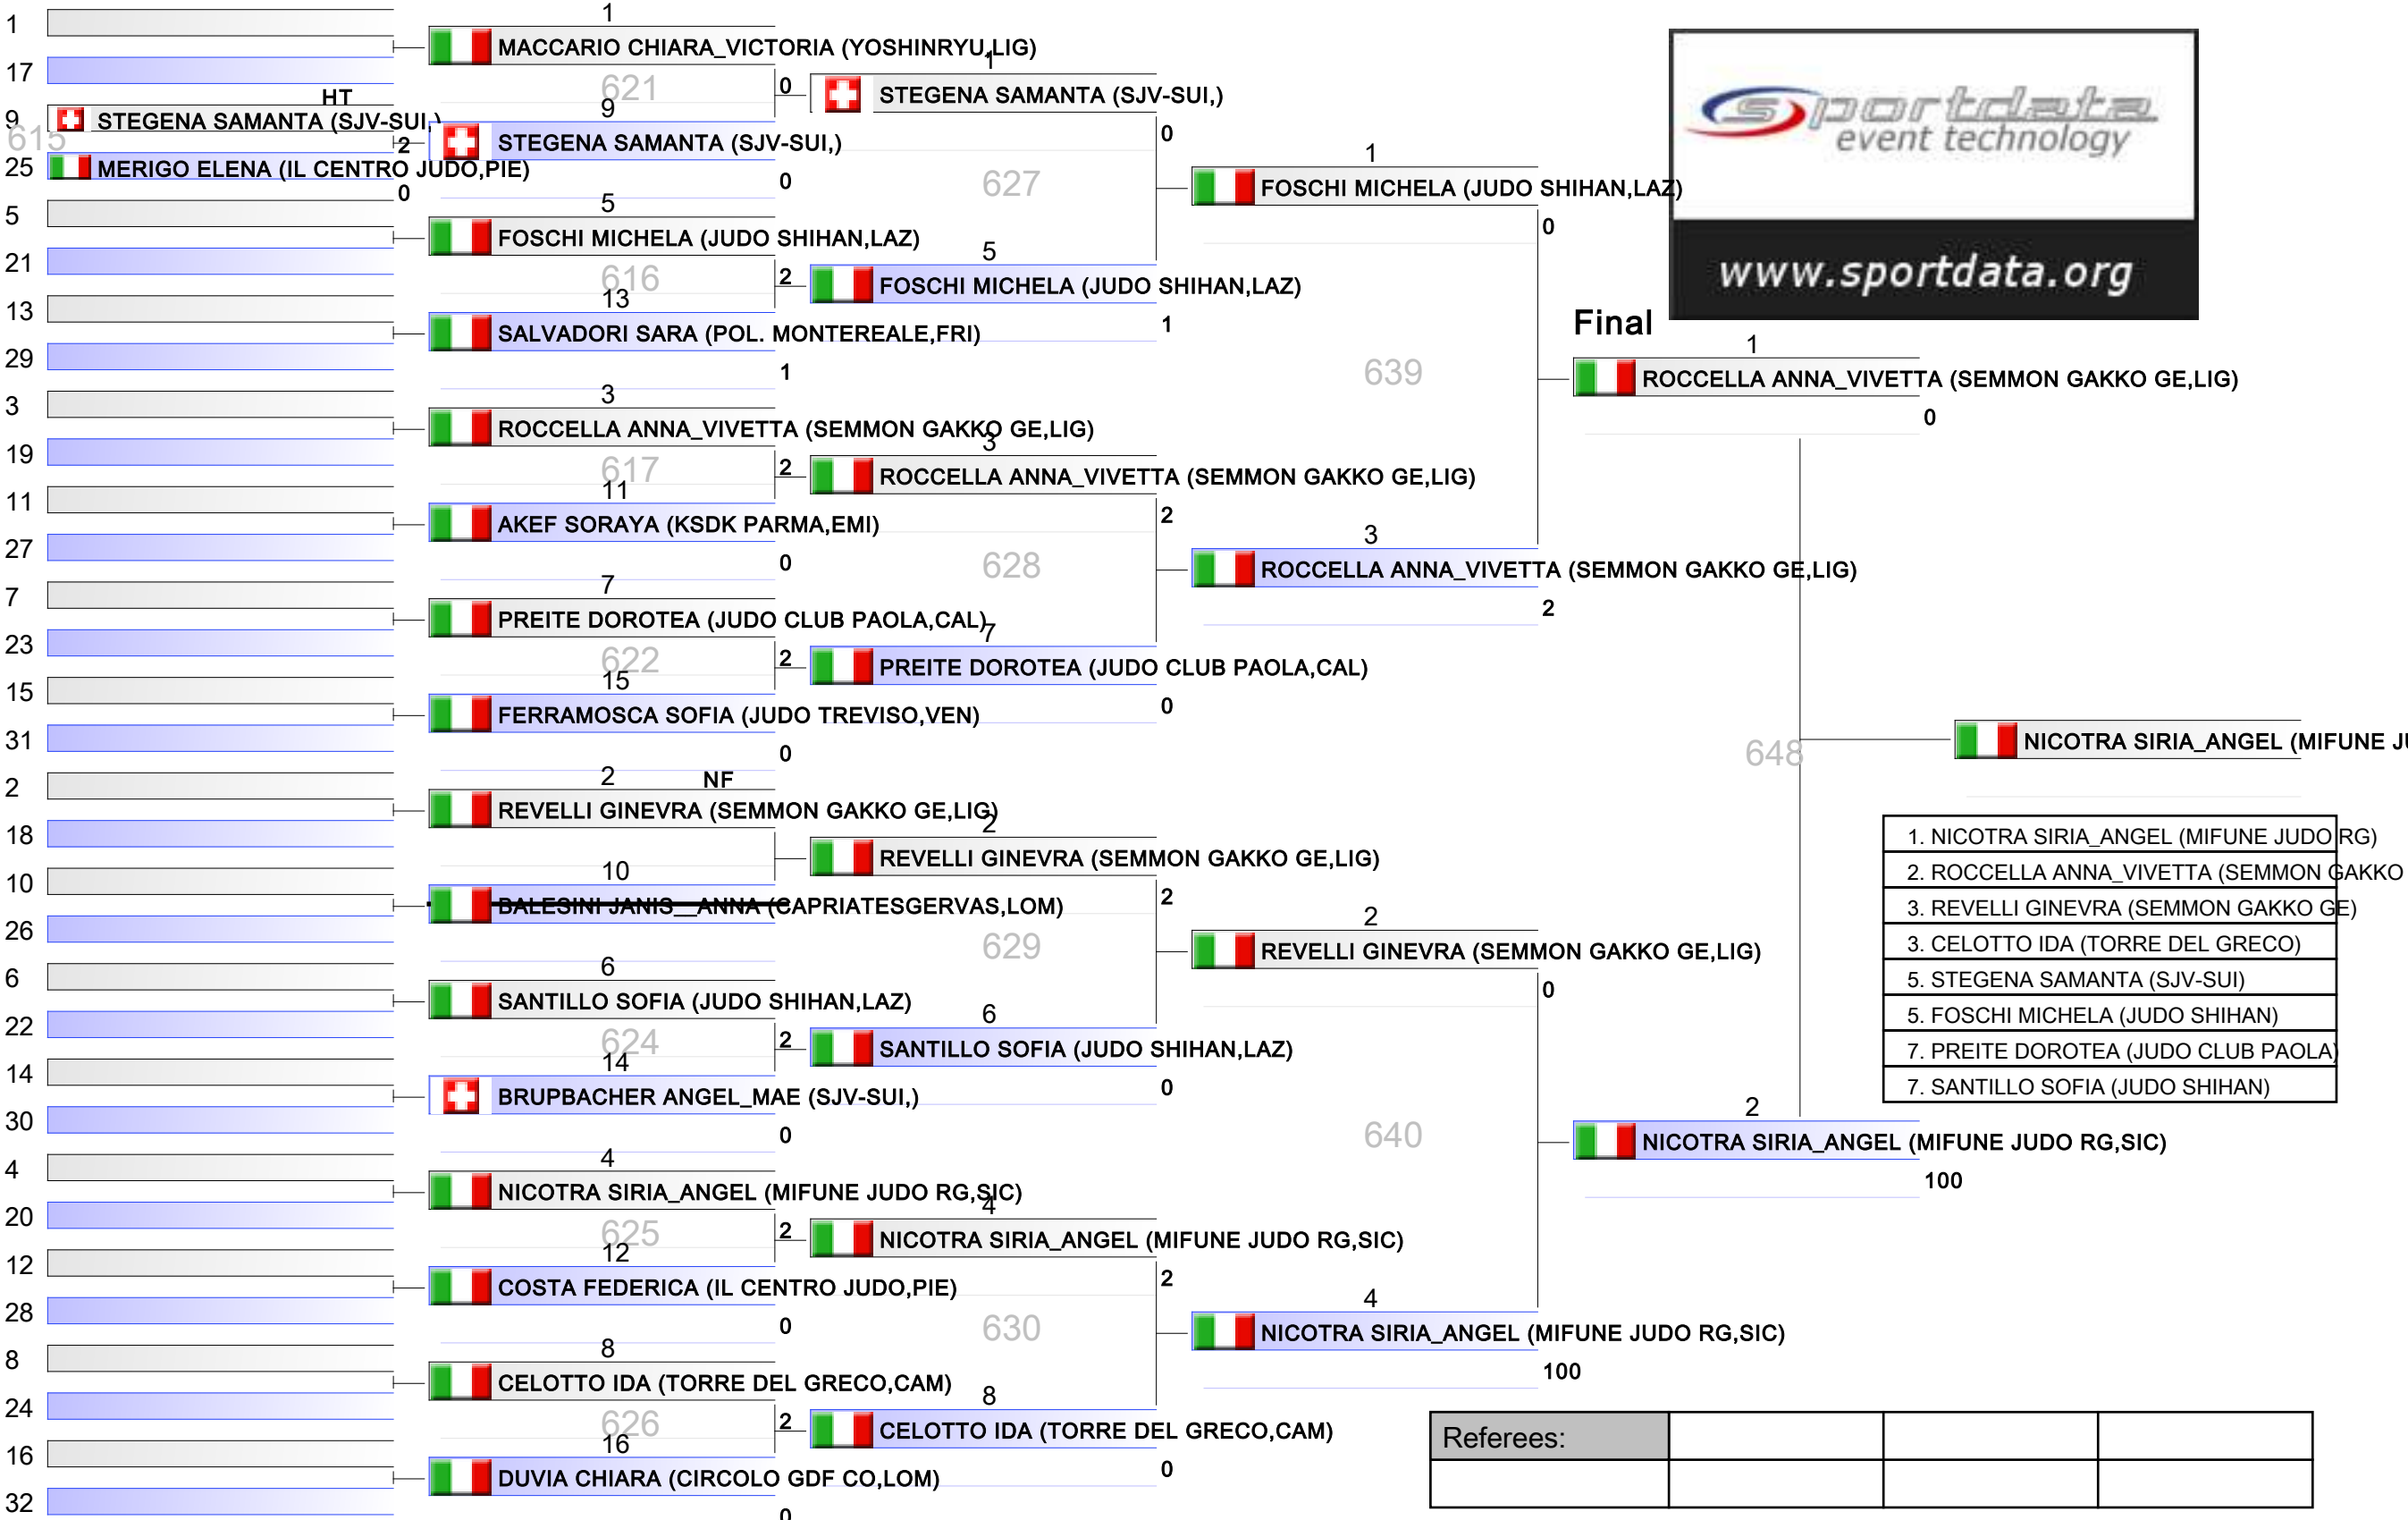 1
17
HT
9 STEGENA SAMANTA (SJV-SUI,)
615
2
25 MERIGO ELENA (IL CENTRO JUDO,PIE)
0
5
21
13
29
3
19
11
27
7
23
15
31
2
18
10
26
6
22
14
30
4
20
12
28
8
24
16
32
1
MACCARIO CHIARA_VICTORIA (YOSHINRYU,LIG)
621
0
9
STEGENA SAMANTA (SJV-SUI,)
0
5
FOSCHI MICHELA (JUDO SHIHAN,LAZ)
616
2
13
SALVADORI SARA (POL. MONTEREALE,FRI)
1
3
ROCCELLA ANNA_VIVETTA (SEMMON GAKKO GE,LIG)
617
2
11
AKEF SORAYA (KSDK PARMA,EMI)
0
7
PREITE DOROTEA (JUDO CLUB PAOLA,CAL)
622
2
15
FERRAMOSCA SOFIA (JUDO TREVISO,VEN)
0
2
NF
REVELLI GINEVRA (SEMMON GAKKO GE,LIG)
10
BALESINI JANIS__ANNA (CAPRIATESGERVAS,LOM)
6
SANTILLO SOFIA (JUDO SHIHAN,LAZ)
624
2
14
BRUPBACHER ANGEL_MAE (SJV-SUI,)
0
4
NICOTRA SIRIA_ANGEL (MIFUNE JUDO RG,SIC)
625
2
12
COSTA FEDERICA (IL CENTRO JUDO,PIE)
0
8
CELOTTO IDA (TORRE DEL GRECO,CAM)
626
2
16
DUVIA CHIARA (CIRCOLO GDF CO,LOM)
0
1
STEGENA SAMANTA (SJV-SUI,)
0
627
5
FOSCHI MICHELA (JUDO SHIHAN,LAZ)
1
3
ROCCELLA ANNA_VIVETTA (SEMMON GAKKO GE,LIG)
2
628
7
PREITE DOROTEA (JUDO CLUB PAOLA,CAL)
0
2
REVELLI GINEVRA (SEMMON GAKKO GE,LIG)
2
629
6
SANTILLO SOFIA (JUDO SHIHAN,LAZ)
0
4
NICOTRA SIRIA_ANGEL (MIFUNE JUDO RG,SIC)
2
630
8
CELOTTO IDA (TORRE DEL GRECO,CAM)
0
1
FOSCHI MICHELA (JUDO SHIHAN,LAZ)
0
639
3
ROCCELLA ANNA_VIVETTA (SEMMON GAKKO GE,LIG)
2
2
REVELLI GINEVRA (SEMMON GAKKO GE,LIG)
0
640
4
NICOTRA SIRIA_ANGEL (MIFUNE JUDO RG,SIC)
100
sportdata
event technology
www.sportdata.org
Final
1
ROCCELLA ANNA_VIVETTA (SEMMON GAKKO GE,LIG)
0
648
2
NICOTRA SIRIA_ANGEL (MIFUNE JUDO RG,SIC)
100
NICOTRA SIRIA_ANGEL (MIFUNE JU
1. NICOTRA SIRIA_ANGEL (MIFUNE JUDO RG)
2. ROCCELLA ANNA_VIVETTA (SEMMON GAKKO
3. REVELLI GINEVRA (SEMMON GAKKO GE)
3. CELOTTO IDA (TORRE DEL GRECO)
5. STEGENA SAMANTA (SJV-SUI)
5. FOSCHI MICHELA (JUDO SHIHAN)
7. PREITE DOROTEA (JUDO CLUB PAOLA)
7. SANTILLO SOFIA (JUDO SHIHAN)
Referees: